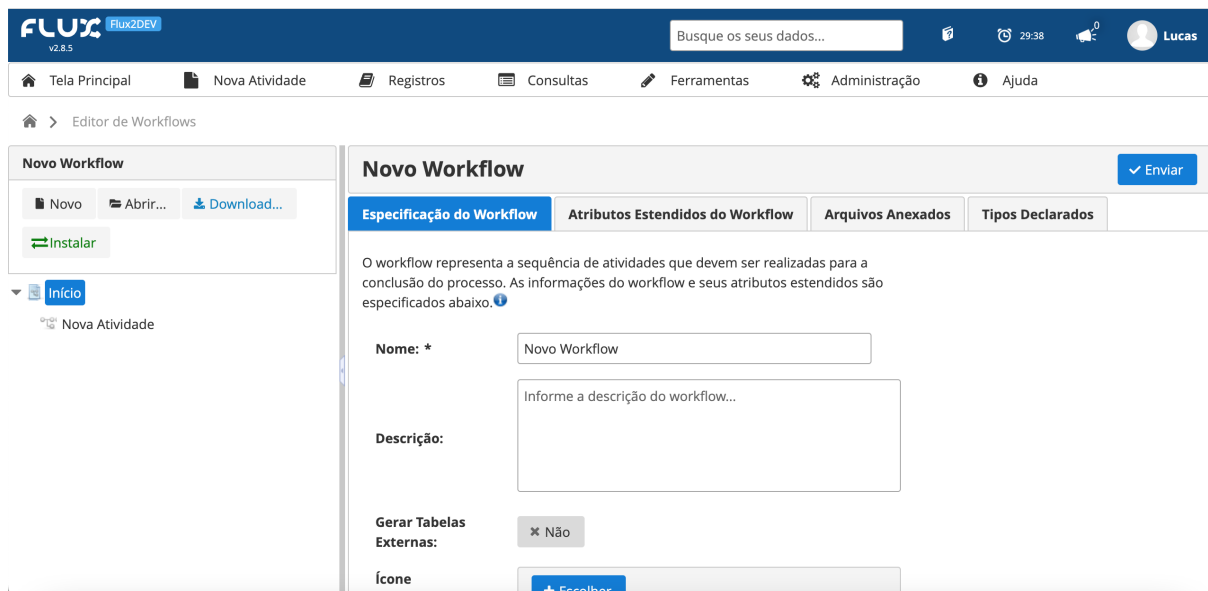 FLUX Flux2DEV
v2.8.5
Busque os seus dados...
29:38
0
Lucas
Tela Principal
Nova Atividade
Registros
Consultas
Ferramentas
Administração
Ajuda
Editor de Workflows
Novo Workflow
Novo
Abrir...
Download...
Instalar
Início
Nova Atividade
Novo Workflow
Enviar
Especificação do Workflow
Atributos Estendidos do Workflow
Arquivos Anexados
Tipos Declarados
O workflow representa a sequência de atividades que devem ser realizadas para a
conclusão do processo. As informações do workflow e seus atributos estendidos são
especificados abaixo.
Nome: *
Novo Workflow
Descrição:
Informe a descrição do workflow...
Gerar Tabelas
Externas:
Não
Ícone
Escolher